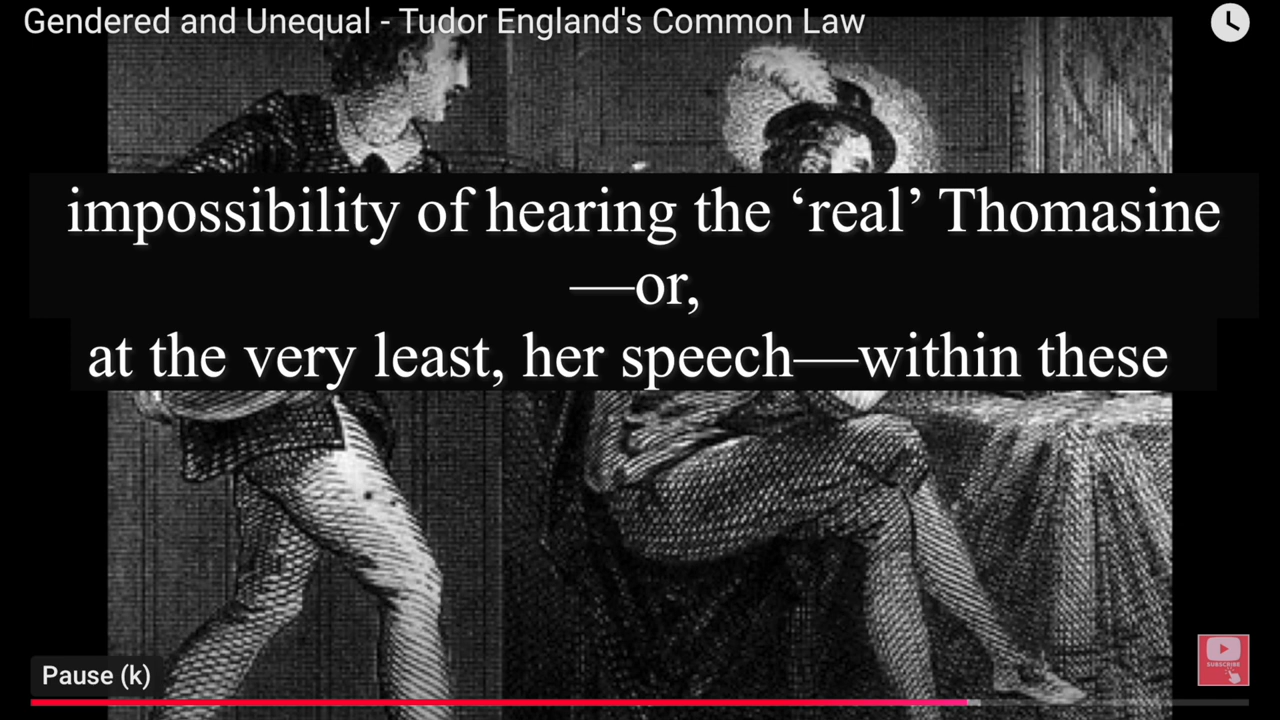 Gendered and Unequal - Tudor England's Common Law
impossibility of hearing the ‘real’ Thomasine
—or,
at the very least, her speech—within these
Pause (k)
SUBSCRIBE